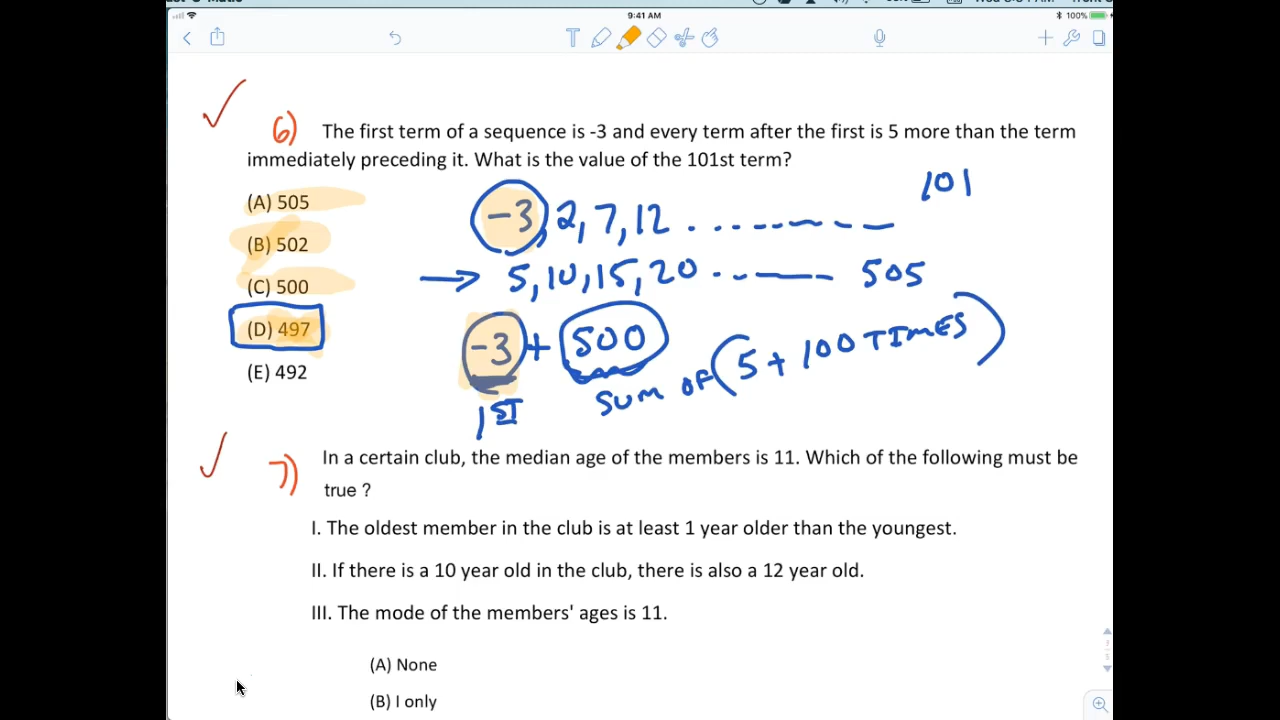 9:41 AM
100%
T
6) The first term of a sequence is -3 and every term after the first is 5 more than the term
immediately preceding it. What is the value of the 101st term?
(A) 505
(B) 502
(C) 500
(D) 497
(E) 492
101
-3, 2, 7, 12 ..........
→ 5, 10, 15, 20 ........ 505
-3 + 500
1ST
SUM OF (5 + 100 TIMES)
7) In a certain club, the median age of the members is 11. Which of the following must be
true ?
I. The oldest member in the club is at least 1 year older than the youngest.
II. If there is a 10 year old in the club, there is also a 12 year old.
III. The mode of the members' ages is 11.
(A) None
(B) I only